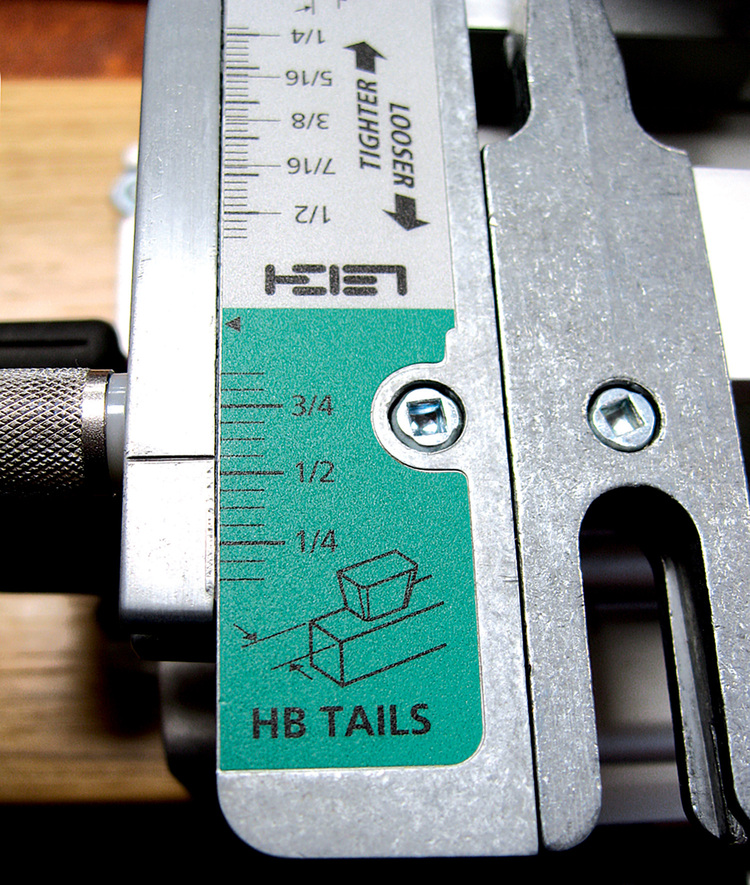 1/4
5/16
3/8
7/16
1/2
TIGHTER
LOOSER
LEIGH
3/4
1/2
1/4
HB TAILS